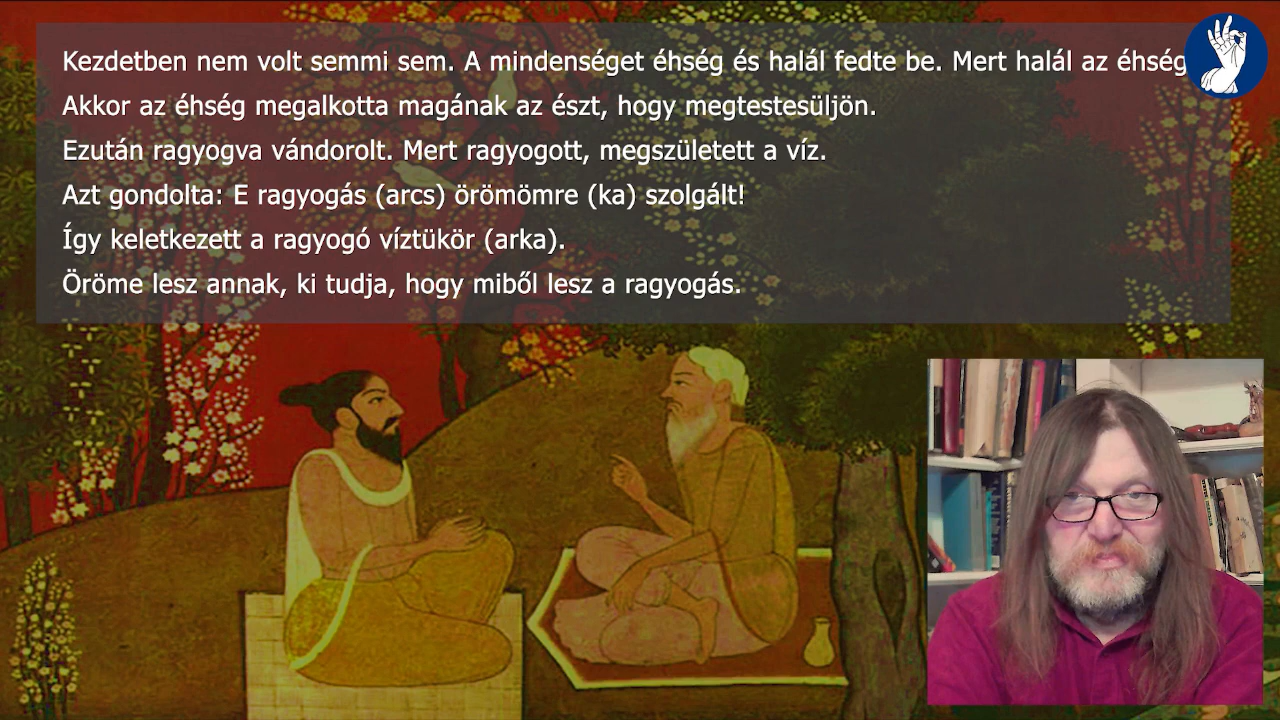 Kezdetben nem volt semmi sem. A mindenséget éhség és halál fedte be. Mert halál az éhség
Akkor az éhség megalkotta magának az észt, hogy megtestesüljön.
Ezután ragyogva vándorolt. Mert ragyogott, megszületett a víz.
Azt gondolta: E ragyogás (arcs) örömömre (ka) szolgált!
Így keletkezett a ragyogó víztükör (arka).
Öröme lesz annak, ki tudja, hogy miből lesz a ragyogás.